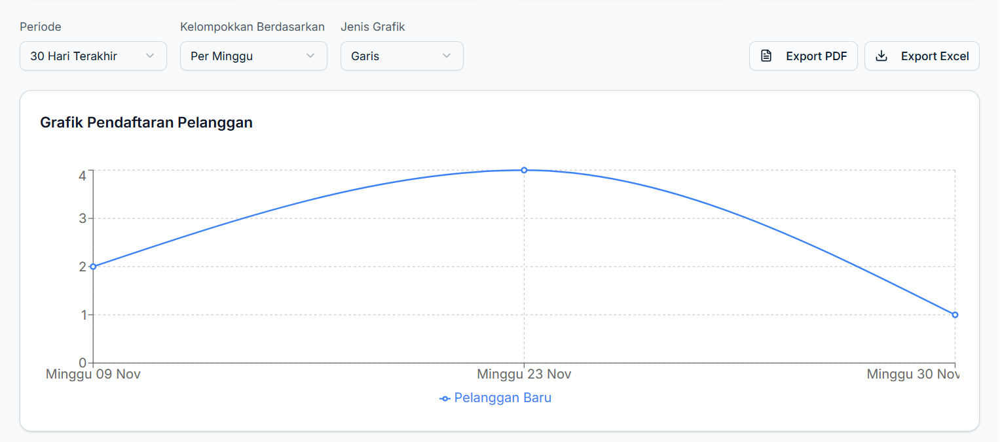 Periode
Kelompokkan Berdasarkan
Jenis Grafik
30 Hari Terakhir
Per Minggu
Garis
Export PDF
Export Excel
Grafik Pendaftaran Pelanggan
4
3
2
1
0
Minggu 09 Nov
Minggu 23 Nov
Minggu 30 Nov
Pelanggan Baru